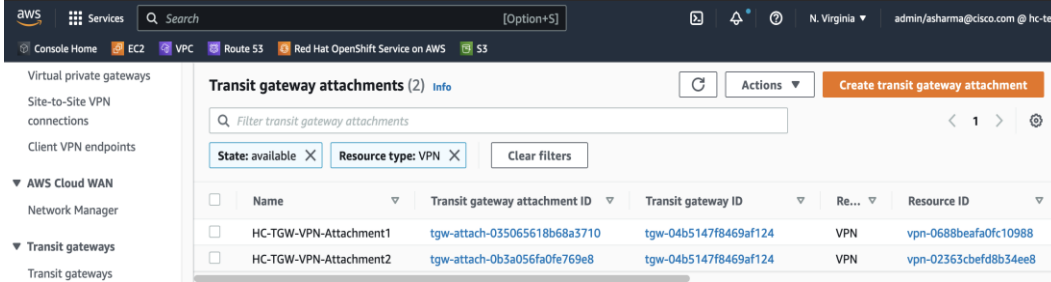 aws
Services
Search
[Option+S]
N. Virginia ▼
admin/asharma@cisco.com @ hc-te
Console Home
EC2
VPC
Route 53
Red Hat OpenShift Service on AWS
S3
Virtual private gateways
Site-to-Site VPN
connections
Client VPN endpoints
▼ AWS Cloud WAN
Network Manager
▼ Transit gateways
Transit gateways
Transit gateway attachments (2) Info
Actions ▼
Create transit gateway attachment
Filter transit gateway attachments
1
State: available
Resource type: VPN
Clear filters
Name Transit gateway attachment ID Transit gateway ID Re... Resource ID
HC-TGW-VPN-Attachment1 tgw-attach-035065618b68a3710 tgw-04b5147f8469af124 VPN vpn-0688beafa0fc10988
HC-TGW-VPN-Attachment2 tgw-attach-0b3a056fa0fe769e8 tgw-04b5147f8469af124 VPN vpn-02363cbefd8b34ee8